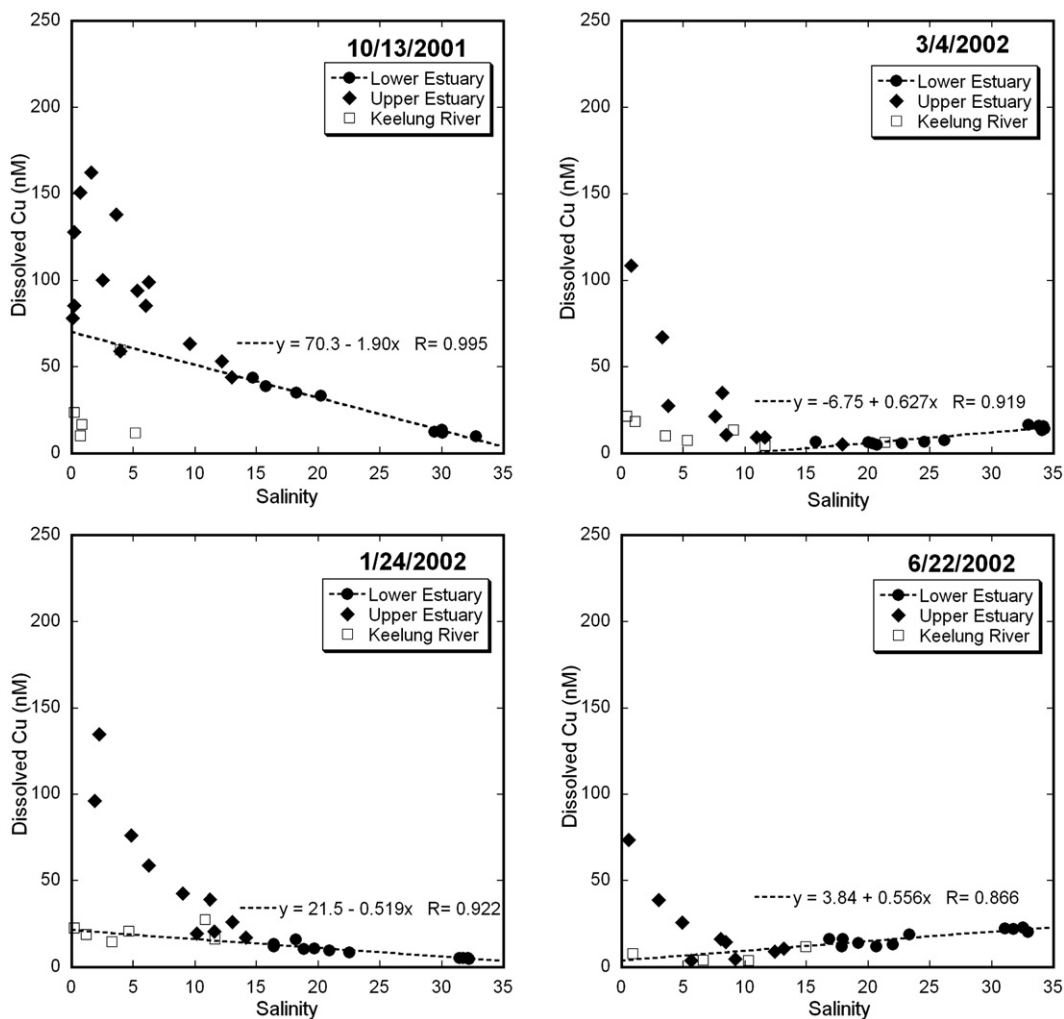 10/13/2001
Lower Estuary
Upper Estuary
Keelung River
y = 70.3 - 1.90x R= 0.995
Dissolved Cu (nM)
250
200
150
100
50
0
0 5 10 15 20 25 30 35
Salinity
3/4/2002
Lower Estuary
Upper Estuary
Keelung River
y = -6.75 + 0.627x R= 0.919
Dissolved Cu (nM)
250
200
150
100
50
0
0 5 10 15 20 25 30 35
Salinity
1/24/2002
Lower Estuary
Upper Estuary
Keelung River
y = 21.5 - 0.519x R= 0.922
Dissolved Cu (nM)
250
200
150
100
50
0
0 5 10 15 20 25 30 35
Salinity
6/22/2002
Lower Estuary
Upper Estuary
Keelung River
y = 3.84 + 0.556x R= 0.866
Dissolved Cu (nM)
250
200
150
100
50
0
0 5 10 15 20 25 30 35
Salinity